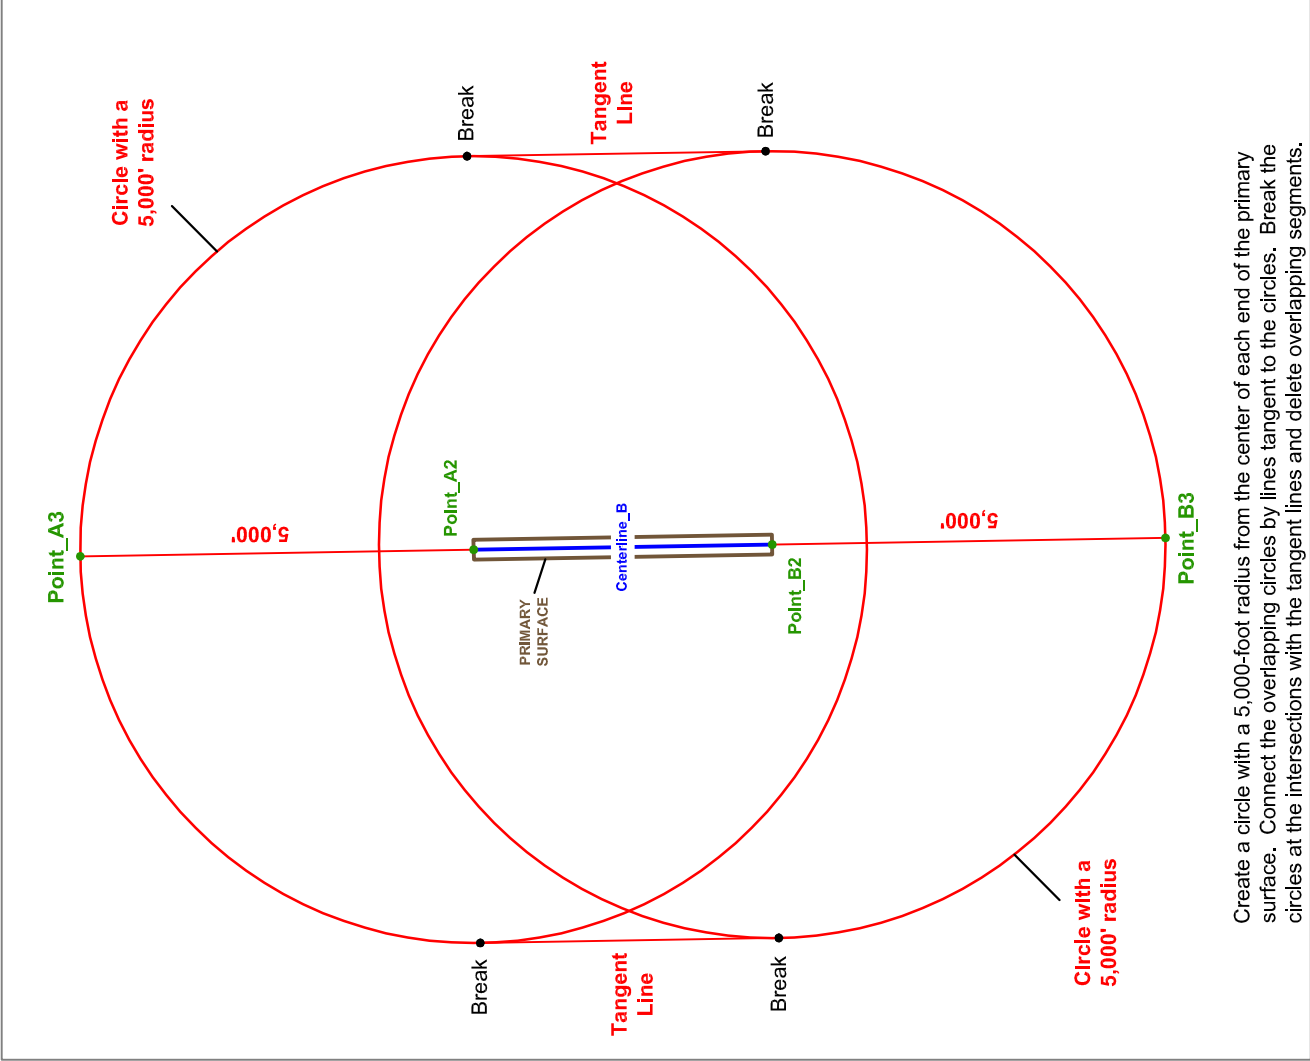 Circle with a
5,000' radius
Break
Tangent
Line
Break
Point_A3
5,000'
Point_A2
PRIMARY
SURFACE
Centerline_B
Point_B2
5,000'
Point_B3
Break
Tangent
Line
Break
Circle with a
5,000' radius
Create a circle with a 5,000-foot radius from the center of each end of the primary
surface.  Connect the overlapping circles by lines tangent to the circles.  Break the
circles at the intersections with the tangent lines and delete overlapping segments.